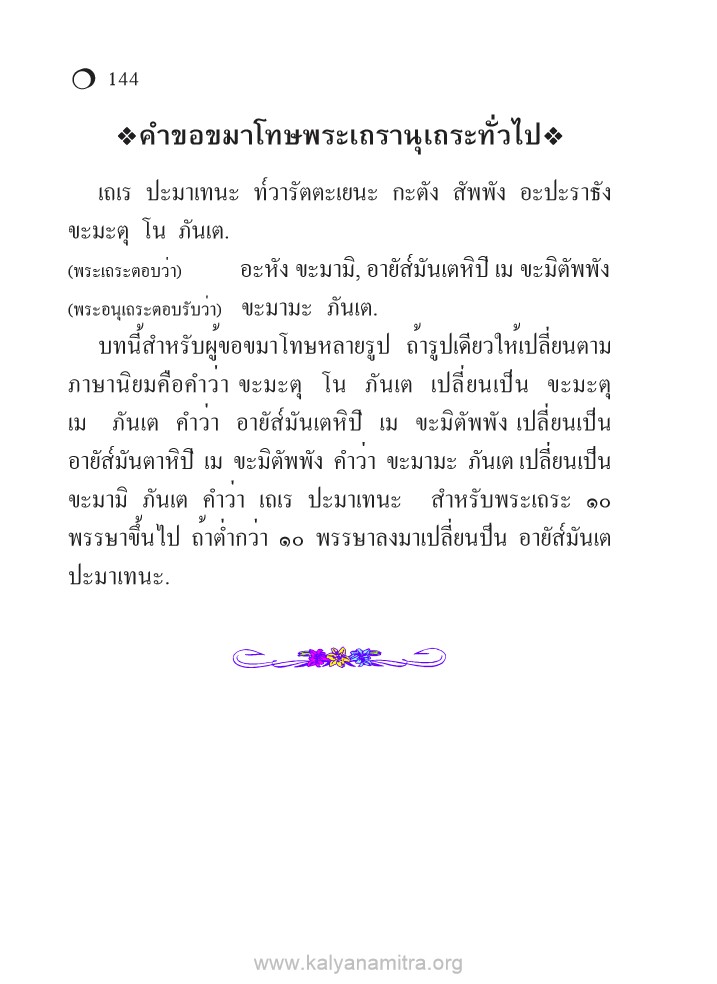 144
❖คำขอขมาโทษพระเถรานุเถระทั่วไป❖
เถเร ปะมาเทนะ ท์วารัตตะเยนะ กะตัง สัพพัง อะปะราธัง
ขะมะตุ โน ภันเต.
(พระเถระตอบว่า) อะหัง ขะมามิ, อายัส์มันเตหิปิ เม ขะมิตัพพัง
(พระอนุเถระตอบรับว่า) ขะมามะ ภันเต.
บทนี้สำหรับผู้ขอขมาโทษหลายรูป ถ้ารูปเดียวให้เปลี่ยนตาม
ภาษานิยมคือคำว่า ขะมะตุ โน ภันเต เปลี่ยนเป็น ขะมะตุ
เม ภันเต คำว่า อายัส์มันเตหิปิ เม ขะมิตัพพัง เปลี่ยนเป็น
อายัส์มันตาหิปิ เม ขะมิตัพพัง คำว่า ขะมามะ ภันเต เปลี่ยนเป็น
ขะมามิ ภันเต คำว่า เถเร ปะมาเทนะ สำหรับพระเถระ ๑๐
พรรษาขึ้นไป ถ้าต่ำกว่า ๑๐ พรรษาลงมาเปลี่ยนป็น อายัส์มันเต
ปะมาเทนะ.
www.kalyanamitra.org